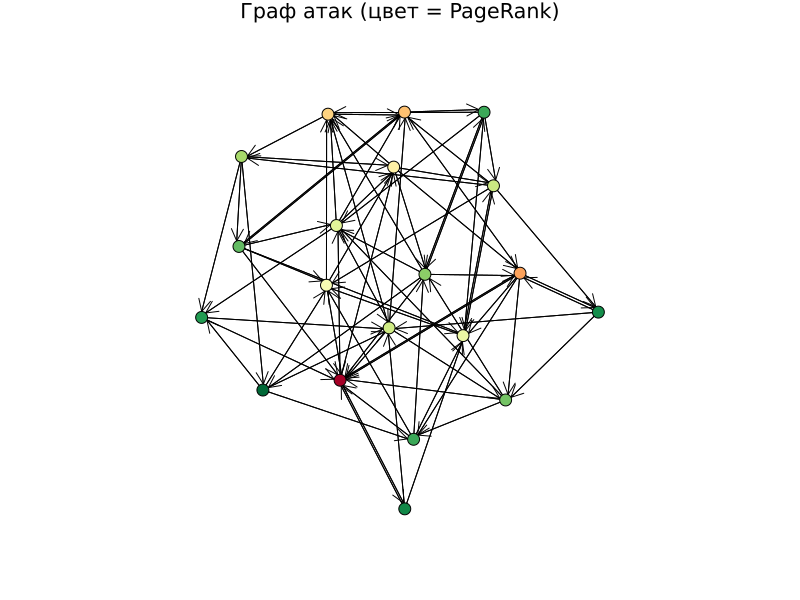 Граф атак (цвет = PageRank)